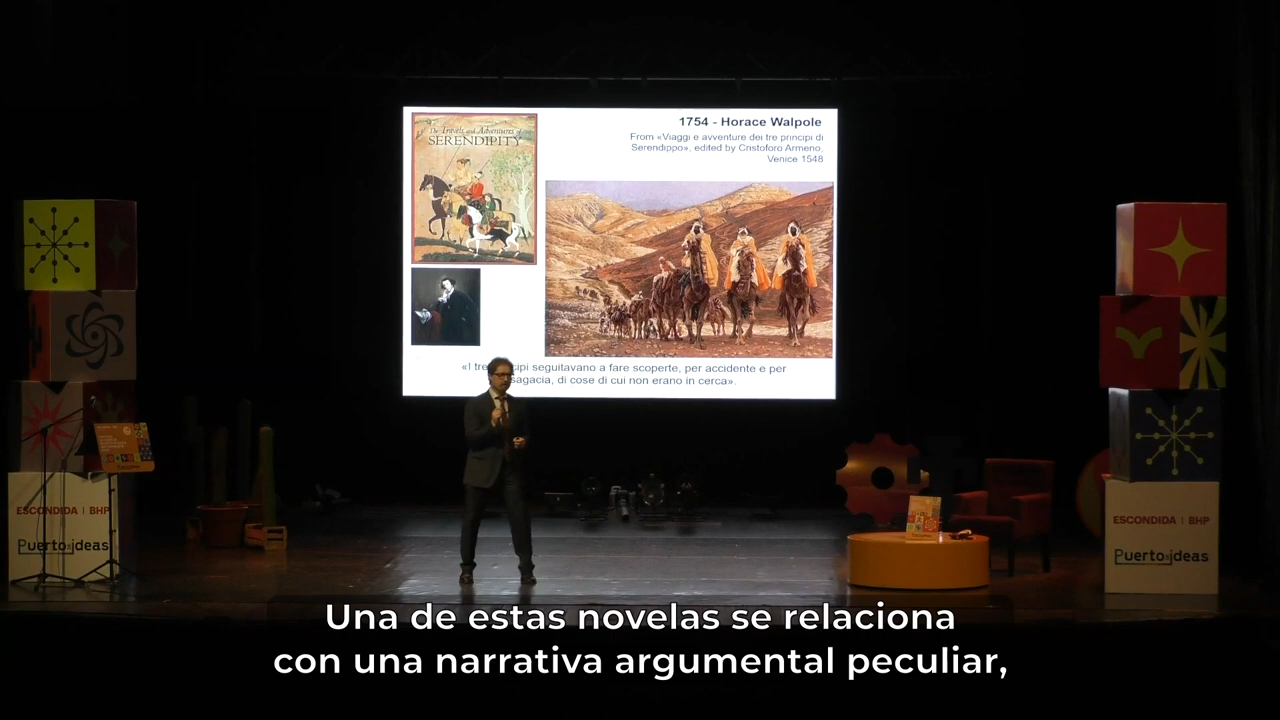 The Travels and Adventures of
SERENDIPITY
1754 - Horace Walpole
From «Viaggi e avventure dei tre principi di
Serendippo», edited by Cristoforo Armeno,
Venice 1548
«I tre cipi seguitavano a fare scoperte, per accidente e per
sagacia, di cose di cui non erano in cerca».
ESCONDIDA | BHP
Puerto de ideas
ESCONDIDA | BHP
Puerto de ideas
Una de estas novelas se relaciona
con una narrativa argumental peculiar,